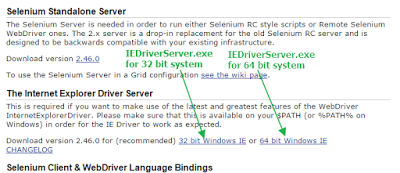 Selenium Standalone Server
The Selenium Server is needed in order to run either Selenium RC style scripts or Remote Selenium
WebDriver ones. The 2.x server is a drop-in replacement for the old Selenium RC server and is
designed to be backwards compatible with your existing infrastructure.
IEDriverServer.exe IEDriverServer.exe
for 32 bit system for 64 bit system
Download version 2.46.0
To use the Selenium Server in a Grid configuration see the wiki page.
The Internet Explorer Driver Server
This is required if you want to make use of the latest and greatest features of the WebDriver
InternetExplorerDriver. Please make sure that this is available on your $PATH (or %PATH% on
Windows) in order for the IE Driver to work as expected.
Download version 2.46.0 for (recommended) 32 bit Windows IE or 64 bit Windows IE
CHANGELOG
Selenium Client & WebDriver Language Bindings